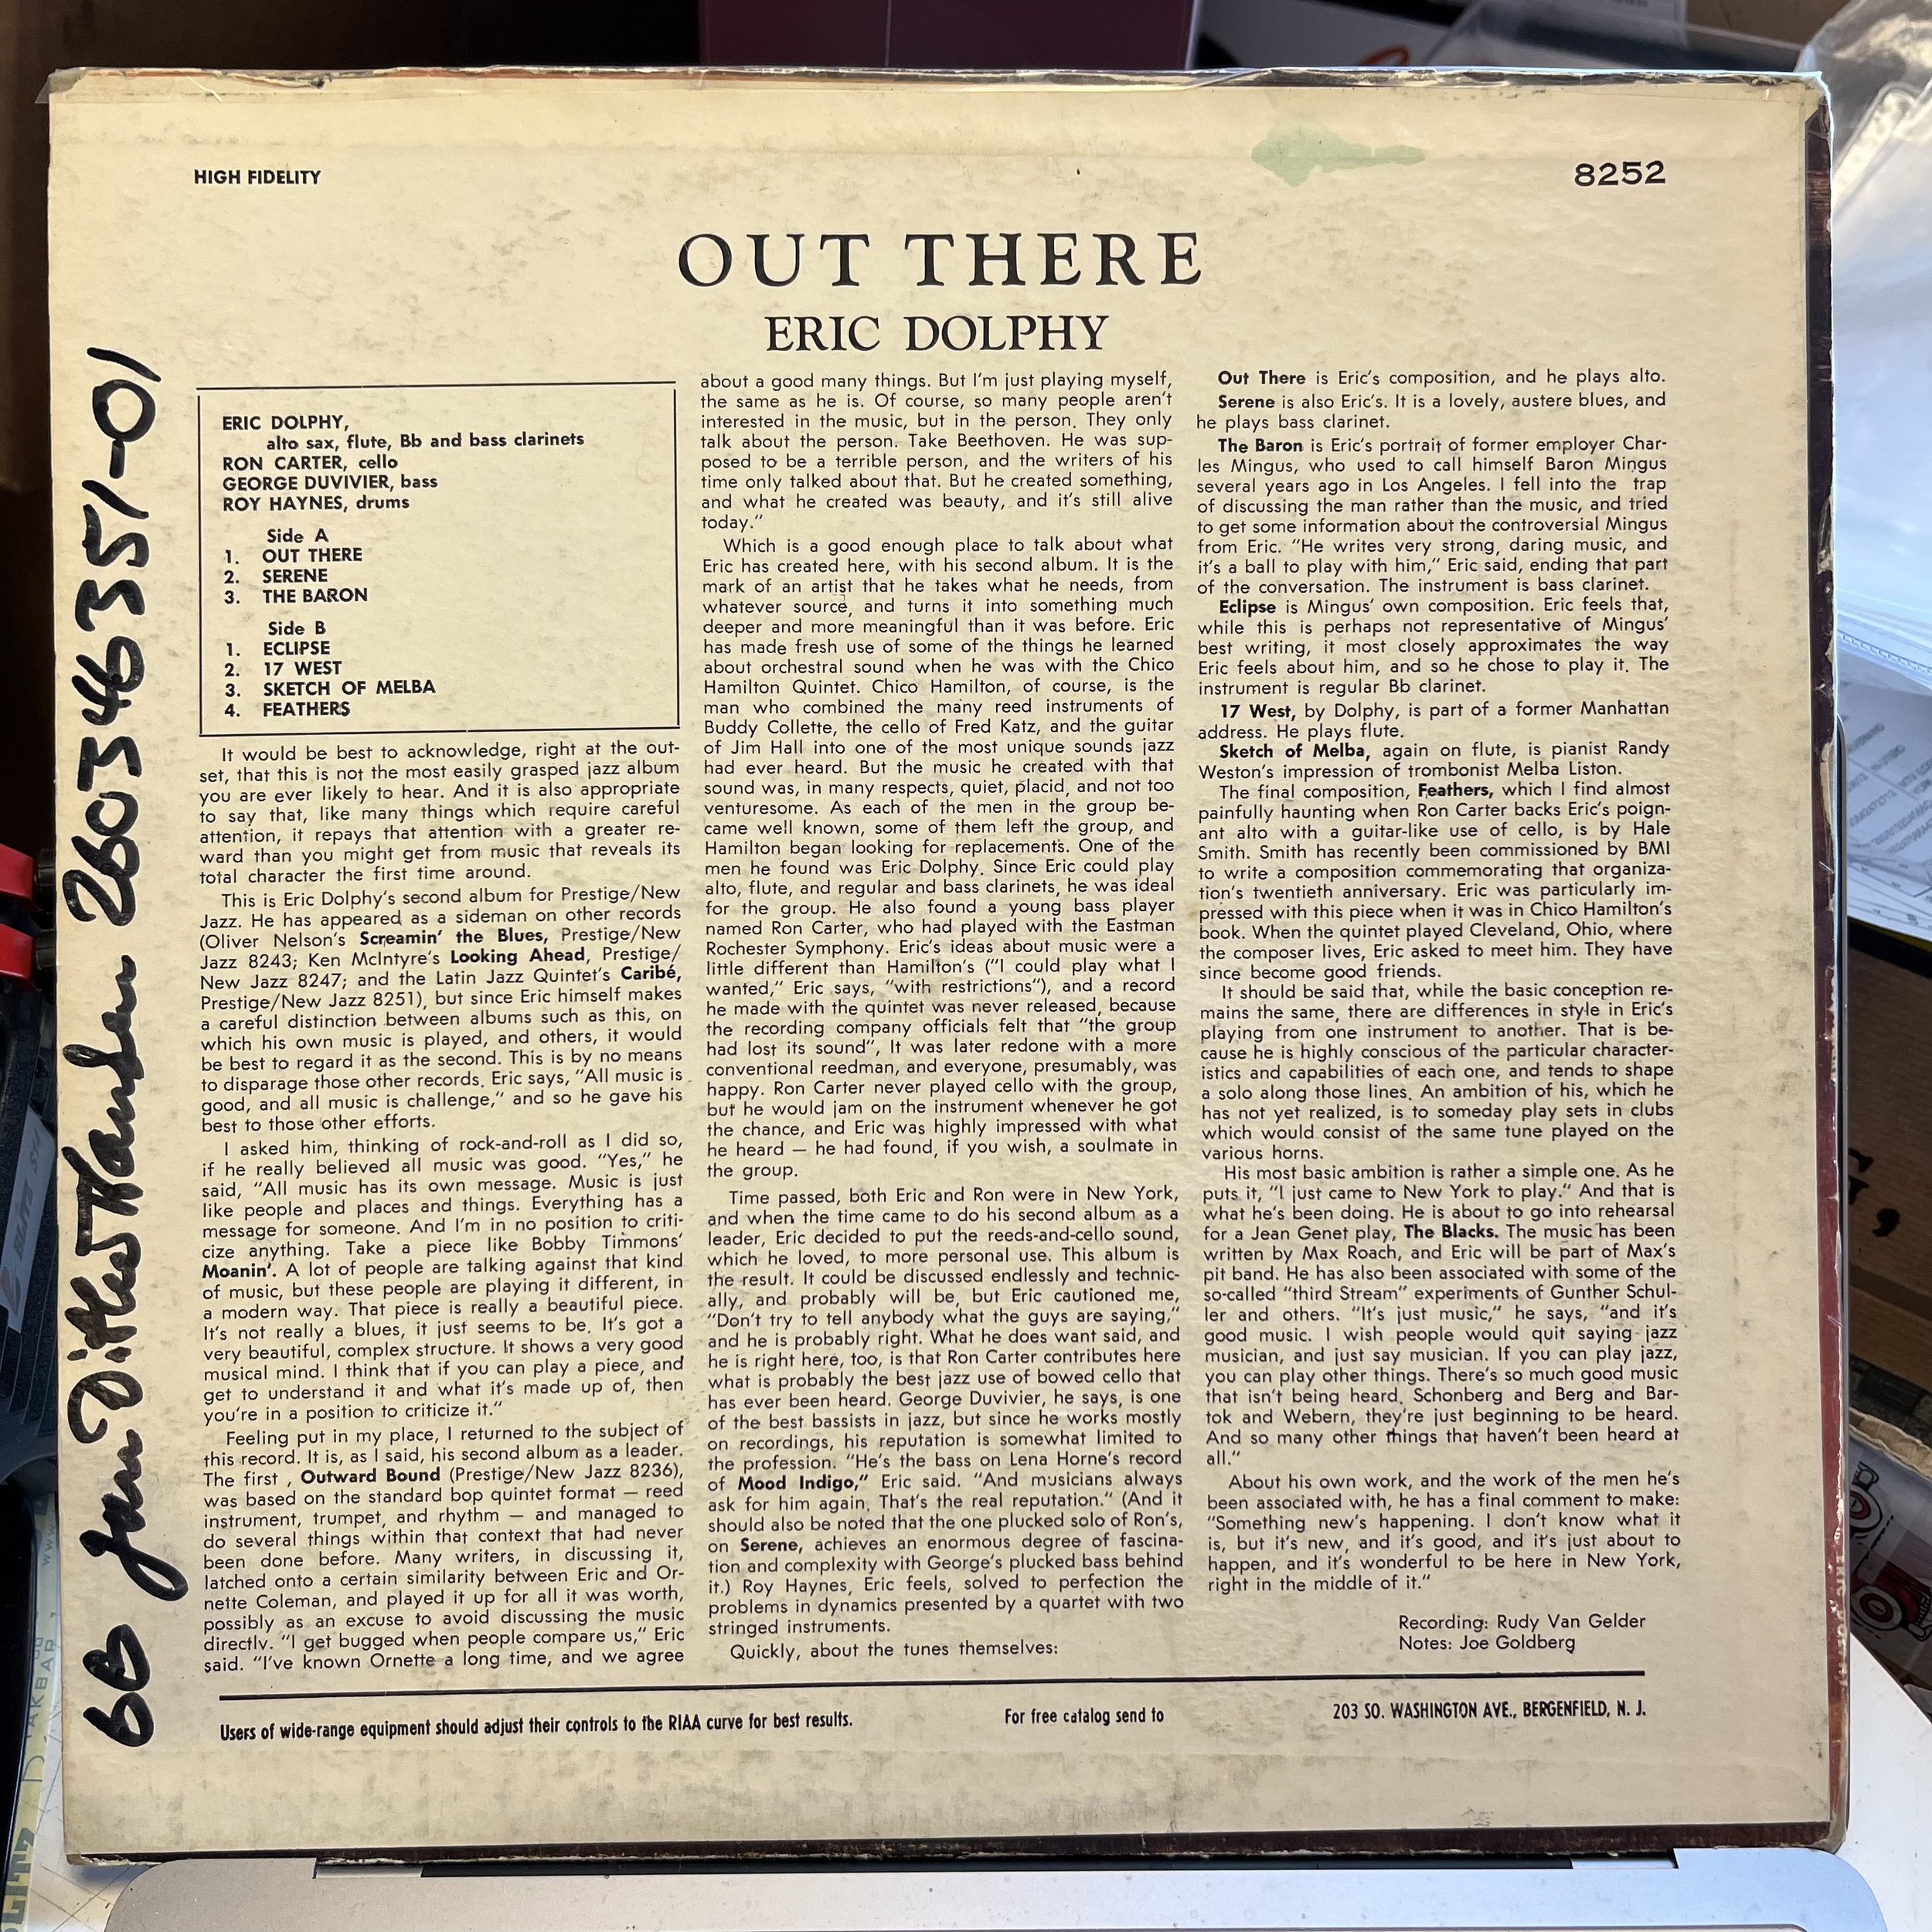 HIGH FIDELITY
8252
OUT THERE
ERIC DOLPHY
ERIC DOLPHY,
alto sax, flute, Bb and bass clarinets
RON CARTER, cello
GEORGE DUVIVIER, bass
ROY HAYNES, drums
Side A
1. OUT THERE
2. SERENE
3. THE BARON
Side B
1. ECLIPSE
2. 17 WEST
3. SKETCH OF MELBA
4. FEATHERS
It would be best to acknowledge, right at the out-
set, that this is not the most easily grasped jazz album
you are ever likely to hear. And it is also appropriate
to say that, like many things which require careful
attention, it repays that attention with a greater re-
ward than you might get from music that reveals its
total character the first time around.
This is Eric Dolphy's second album for Prestige/New
Jazz. He has appeared as a sideman on other records
(Oliver Nelson's Screamin' the Blues, Prestige/New
Jazz 8243; Ken McIntyre's Looking Ahead, Prestige/
New Jazz 8247; and the Latin Jazz Quintet's Caribé,
Prestige/New Jazz 8251), but since Eric himself makes
a careful distinction between albums such as this, on
which his own music is played, and others, it would
be best to regard it as the second. This is by no means
to disparage those other records. Eric says, "All music is
good, and all music is challenge," and so he gave his
best to those other efforts.
I asked him, thinking of rock-and-roll as I did so,
if he really believed all music was good. "Yes," he
said, "All music has its own message. Music is just
like people and places and things. Everything has a
message for someone. And I'm in no position to criti-
cize anything. Take a piece like Bobby Timmons'
Moanin'. A lot of people are talking against that kind
of music, but these people are playing it different, in
a modern way. That piece is really a beautiful piece.
It's not really a blues, it just seems to be. It's got a
very beautiful, complex structure. It shows a very good
musical mind. I think that if you can play a piece, and
get to understand it and what it's made up of, then
you're in a position to criticize it."
Feeling put in my place, I returned to the subject of
this record. It is, as I said, his second album as a leader.
The first , Outward Bound (Prestige/New Jazz 8236),
was based on the standard bop quintet format — reed
instrument, trumpet, and rhythm — and managed to
do several things within that context that had never
been done before. Many writers, in discussing it,
latched onto a certain similarity between Eric and Or-
nette Coleman, and played it up for all it was worth,
possibly as an excuse to avoid discussing the music
directly. "I get bugged when people compare us," Eric
said. "I've known Ornette a long time, and we agree
about a good many things. But I'm just playing myself,
the same as he is. Of course, so many people aren't
interested in the music, but in the person. They only
talk about the person. Take Beethoven. He was sup-
posed to be a terrible person, and the writers of his
time only talked about that. But he created something,
and what he created was beauty, and it's still alive
today."
Which is a good enough place to talk about what
Eric has created here, with his second album. It is the
mark of an artist that he takes what he needs, from
whatever source, and turns it into something much
deeper and more meaningful than it was before. Eric
has made fresh use of some of the things he learned
about orchestral sound when he was with the Chico
Hamilton Quintet. Chico Hamilton, of course, is the
man who combined the many reed instruments of
Buddy Collette, the cello of Fred Katz, and the guitar
of Jim Hall into one of the most unique sounds jazz
had ever heard. But the music he created with that
sound was, in many respects, quiet, placid, and not too
venturesome. As each of the men in the group be-
came well known, some of them left the group, and
Hamilton began looking for replacements. One of the
men he found was Eric Dolphy. Since Eric could play
alto, flute, and regular and bass clarinets, he was ideal
for the group. He also found a young bass player
named Ron Carter, who had played with the Eastman
Rochester Symphony. Eric's ideas about music were a
little different than Hamilton's ("I could play what I
wanted," Eric says, "with restrictions"), and a record
he made with the quintet was never released, because
the recording company officials felt that "the group
had lost its sound", It was later redone with a more
conventional reedman, and everyone, presumably, was
happy. Ron Carter never played cello with the group,
but he would jam on the instrument whenever he got
the chance, and Eric was highly impressed with what
he heard — he had found, if you wish, a soulmate in
the group.
Time passed, both Eric and Ron were in New York,
and when the time came to do his second album as a
leader, Eric decided to put the reeds-and-cello sound,
which he loved, to more personal use. This album is
the result. It could be discussed endlessly and technic-
ally, and probably will be, but Eric cautioned me,
"Don't try to tell anybody what the guys are saying,"
and he is probably right. What he does want said, and
he is right here, too, is that Ron Carter contributes here
what is probably the best jazz use of bowed cello that
has ever been heard. George Duvivier, he says, is one
of the best bassists in jazz, but since he works mostly
on recordings, his reputation is somewhat limited to
the profession. "He's the bass on Lena Horne's record
of Mood Indigo," Eric said. "And musicians always
ask for him again. That's the real reputation." (And it
should also be noted that the one plucked solo of Ron's,
on Serene, achieves an enormous degree of fascina-
tion and complexity with George's plucked bass behind
it.) Roy Haynes, Eric feels, solved to perfection the
problems in dynamics presented by a quartet with two
stringed instruments.
Quickly, about the tunes themselves:
Out There is Eric's composition, and he plays alto.
Serene is also Eric's. It is a lovely, austere blues, and
he plays bass clarinet.
The Baron is Eric's portrait of former employer Char-
les Mingus, who used to call himself Baron Mingus
several years ago in Los Angeles. I fell into the trap
of discussing the man rather than the music, and tried
to get some information about the controversial Mingus
from Eric. "He writes very strong, daring music, and
it's a ball to play with him," Eric said, ending that part
of the conversation. The instrument is bass clarinet.
Eclipse is Mingus' own composition. Eric feels that,
while this is perhaps not representative of Mingus'
best writing, it most closely approximates the way
Eric feels about him, and so he chose to play it. The
instrument is regular Bb clarinet.
17 West, by Dolphy, is part of a former Manhattan
address. He plays flute.
Sketch of Melba, again on flute, is pianist Randy
Weston's impression of trombonist Melba Liston.
The final composition, Feathers, which I find almost
painfully haunting when Ron Carter backs Eric's poign-
ant alto with a guitar-like use of cello, is by Hale
Smith. Smith has recently been commissioned by BMI
to write a composition commemorating that organiza-
tion's twentieth anniversary. Eric was particularly im-
pressed with this piece when it was in Chico Hamilton's
book. When the quintet played Cleveland, Ohio, where
the composer lives, Eric asked to meet him. They have
since become good friends.
It should be said that, while the basic conception re-
mains the same, there are differences in style in Eric's
playing from one instrument to another. That is be-
cause he is highly conscious of the particular character-
istics and capabilities of each one, and tends to shape
a solo along those lines. An ambition of his, which he
has not yet realized, is to someday play sets in clubs
which would consist of the same tune played on the
various horns.
His most basic ambition is rather a simple one. As he
puts it, "I just came to New York to play." And that is
what he's been doing. He is about to go into rehearsal
for a Jean Genet play, The Blacks. The music has been
written by Max Roach, and Eric will be part of Max's
pit band. He has also been associated with some of the
so-called "third Stream" experiments of Gunther Schul-
ler and others. "It's just music," he says, "and it's
good music. I wish people would quit saying jazz
musician, and just say musician. If you can play jazz,
you can play other things. There's so much good music
that isn't being heard. Schonberg and Berg and Bar-
tok and Webern, they're just beginning to be heard.
And so many other things that haven't been heard at
all."
About his own work, and the work of the men he's
been associated with, he has a final comment to make:
"Something new's happening. I don't know what it
is, but it's new, and it's good, and it's just about to
happen, and it's wonderful to be here in New York,
right in the middle of it."
Recording: Rudy Van Gelder
Notes: Joe Goldberg
Users of wide-range equipment should adjust their controls to the RIAA curve for best results.
For free catalog send to
203 SO. WASHINGTON AVE., BERGENFIELD, N. J.
260346351-01